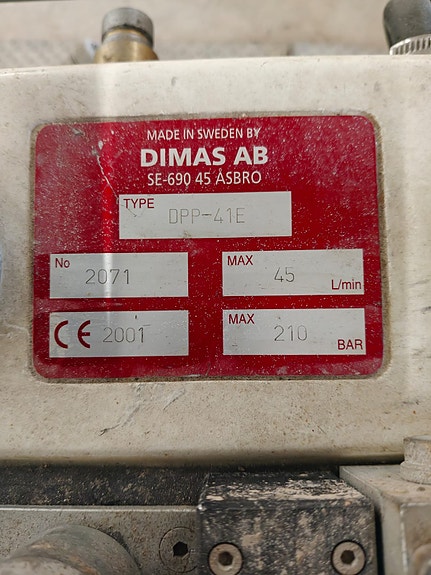 MADE IN SWEDEN BY
DIMAS AB
SE-690 45 ÅSBRO
TYPE DPP-41E
No 2071
MAX 45 L/min
CE 2001
MAX 210 BAR